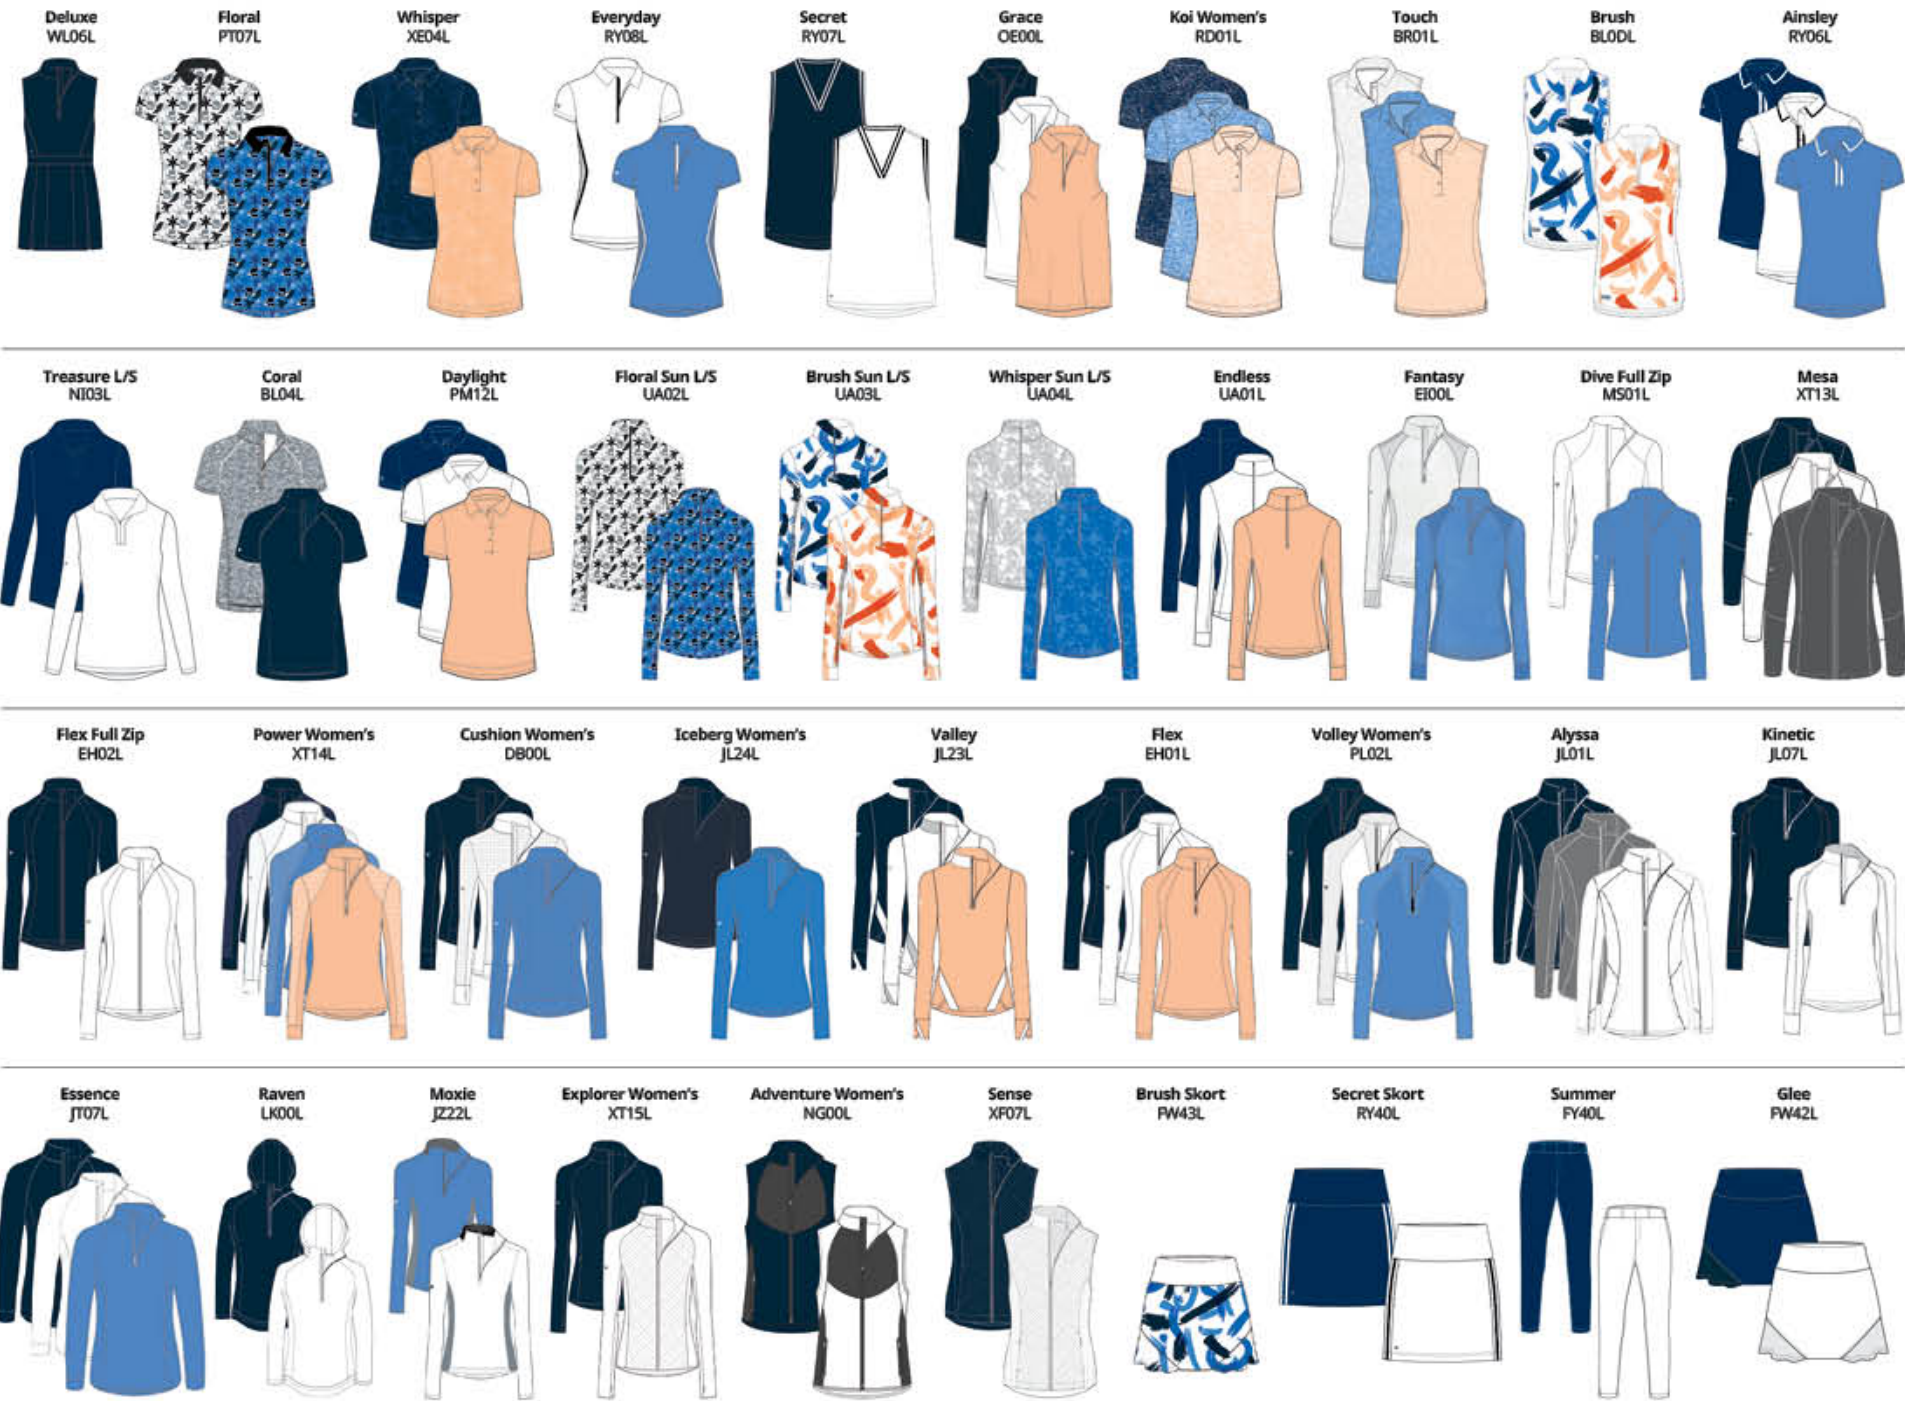 Deluxe
WL06L
Floral
PT07L
Whisper
XE04L
Everyday
RY08L
Secret
RY07L
Grace
OE00L
Koi Women's
RD01L
Touch
BR01L
Brush
BL0DL
Ainsley
RY06L
Treasure L/S
NI03L
Coral
BL04L
Daylight
PM12L
Floral Sun L/S
UA02L
Brush Sun L/S
UA03L
Whisper Sun L/S
UA04L
Endless
UA01L
Fantasy
EI00L
Dive Full Zip
MS01L
Mesa
XT13L
Flex Full Zip
EH02L
Power Women's
XT14L
Cushion Women's
DB00L
Iceberg Women's
JL24L
Valley
JL23L
Flex
EH01L
Volley Women's
PL02L
Alyssa
JL01L
Kinetic
JL07L
Essence
JT07L
Raven
LK00L
Moxie
JZ22L
Explorer Women's
XT15L
Adventure Women's
NG00L
Sense
XF07L
Brush Skort
FW43L
Secret Skort
RY40L
Summer
FY40L
Glee
FW42L